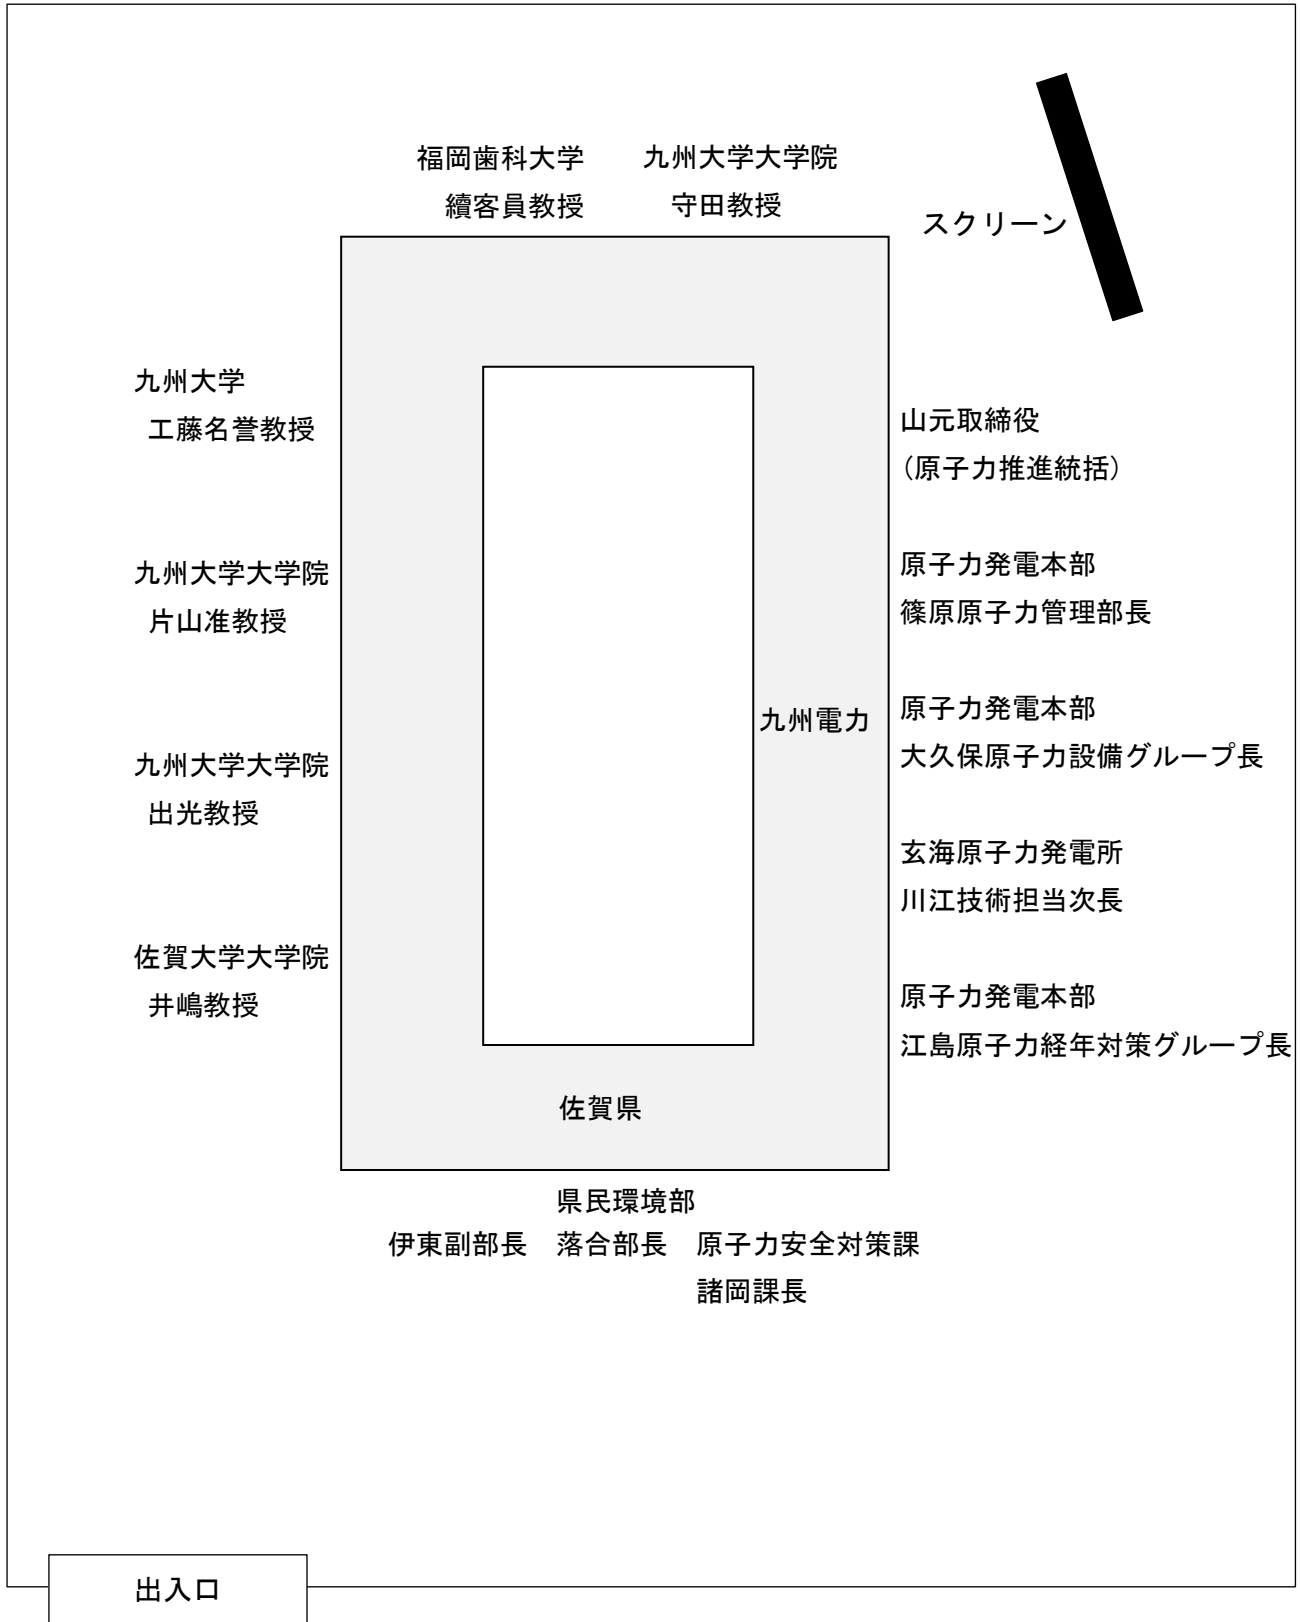 福岡歯科大学
續客員教授
九州大学大学院
守田教授
スクリーン
九州大学
工藤名誉教授
九州大学大学院
片山准教授
九州大学大学院
出光教授
佐賀大学大学院
井嶋教授
九州電力
山元取締役
（原子力推進統括）
原子力発電本部
篠原原子力管理部長
原子力発電本部
大久保原子力設備グループ長
玄海原子力発電所
川江技術担当次長
原子力発電本部
江島原子力経年対策グループ長
佐賀県
県民環境部
伊東副部長 落合部長 原子力安全対策課
諸岡課長
出入口